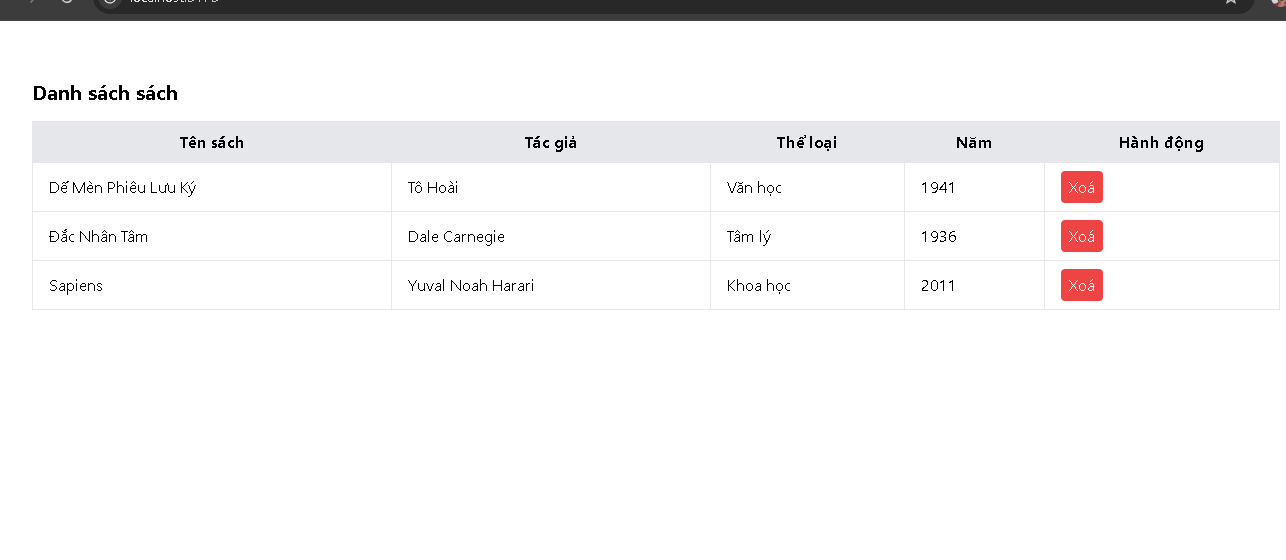 Danh sách sách
Tên sách Tác giả Thể loại Năm Hành động
Dế Mèn Phiêu Lưu Ký Tô Hoài Văn học 1941 Xoá
Đắc Nhân Tâm Dale Carnegie Tâm lý 1936 Xoá
Sapiens Yuval Noah Harari Khoa học 2011 Xoá